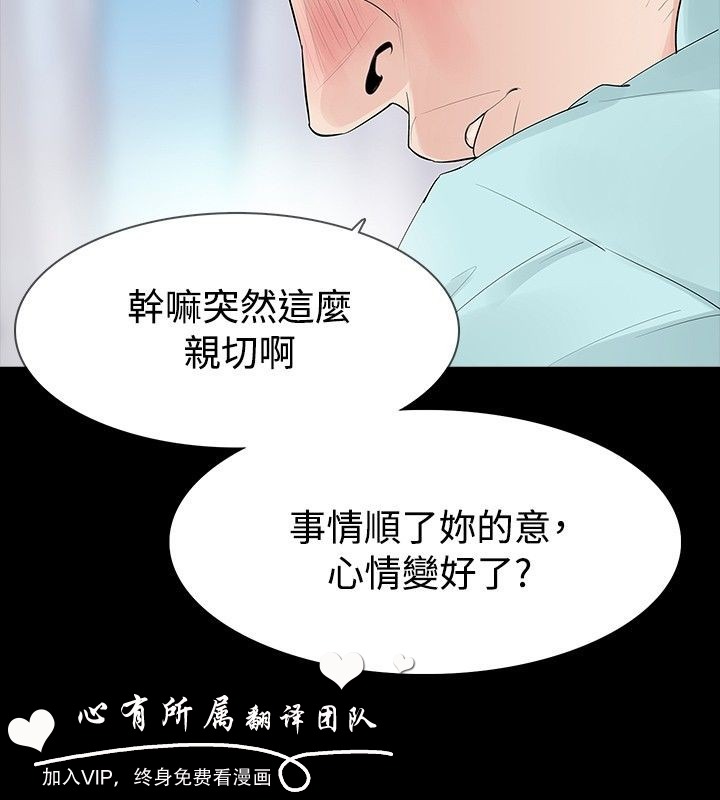 幹嘛突然這麼
親切啊
事情順了妳的意，
心情變好了?
心有所属翻译团队
加入VIP，终身免费看漫画